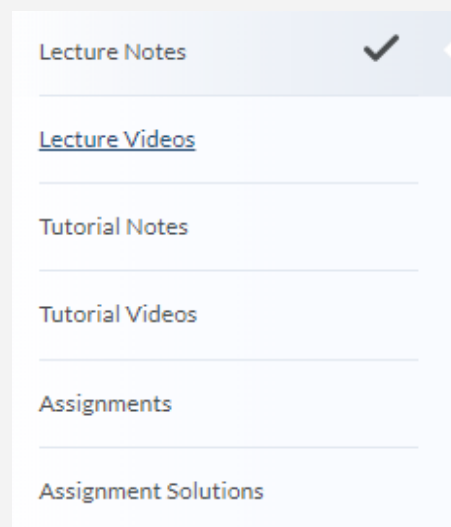 Lecture Notes
Lecture Videos
Tutorial Notes
Tutorial Videos
Assignments
Assignment Solutions